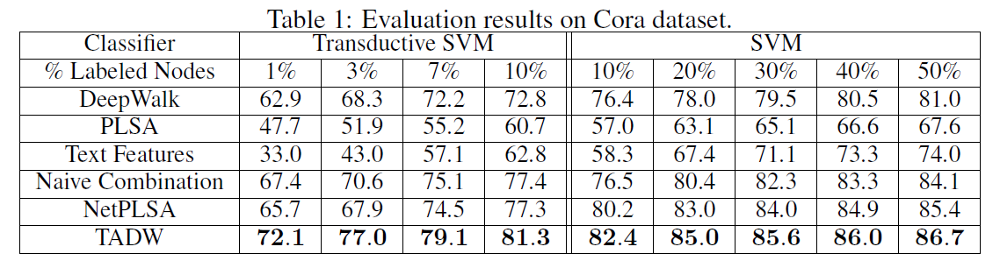 Table 1: Evaluation results on Cora dataset.
Classifier Transductive SVM SVM
% Labeled Nodes 1% 3% 7% 10% 10% 20% 30% 40% 50%
DeepWalk 62.9 68.3 72.2 72.8 76.4 78.0 79.5 80.5 81.0
PLSA 47.7 51.9 55.2 60.7 57.0 63.1 65.1 66.6 67.6
Text Features 33.0 43.0 57.1 62.8 58.3 67.4 71.1 73.3 74.0
Naive Combination 67.4 70.6 75.1 77.4 76.5 80.4 82.3 83.3 84.1
NetPLSA 65.7 67.9 74.5 77.3 80.2 83.0 84.0 84.9 85.4
TADW 72.1 77.0 79.1 81.3 82.4 85.0 85.6 86.0 86.7